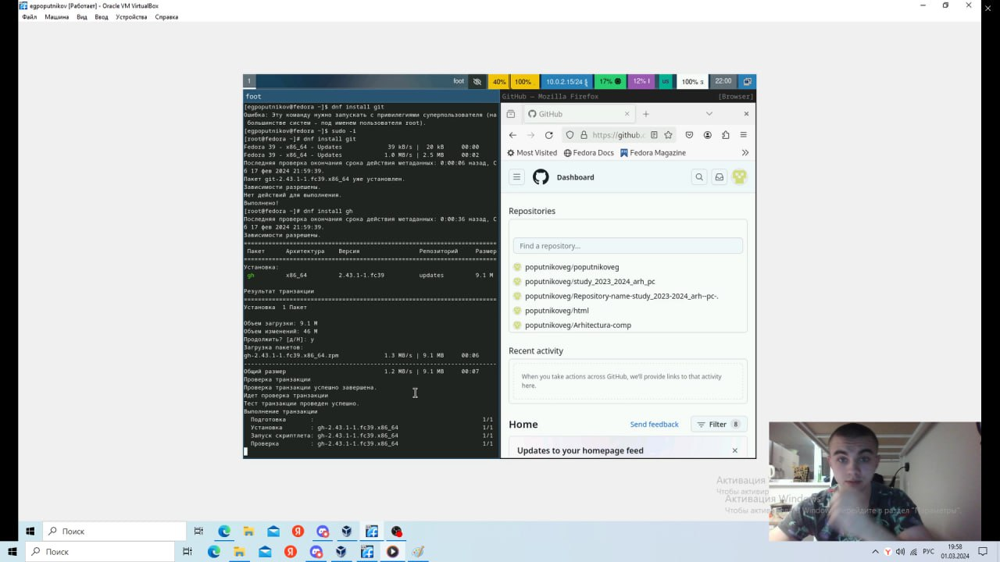 egpoputnikov [Работает] - Oracle VM VirtualBox
Файл Машина Вид Ввод Устройства Справка
1 foot 40% 100% 10.0.2.15/24 17% 12% us 100% 22:00
foot
[egpoputnikov@fedora ~]$ dnf install git
Ошибка: Эту команду нужно запускать с привилегиями суперпользователя (на
большинстве систем - под именем пользователя root).
[egpoputnikov@fedora ~]$ sudo -i
[root@fedora ~]# dnf install git
Fedora 39 - x86_64 - Updates 39 kB/s | 20 kB 00:00
Fedora 39 - x86_64 - Updates 1.0 MB/s | 2.5 MB 00:02
Последняя проверка окончания срока действия метаданных: 0:00:06 назад, С
б 17 фев 2024 21:59:39.
Пакет git-2.43.1-1.fc39.x86_64 уже установлен.
Зависимости разрешены.
Нет действий для выполнения.
Выполнено!
[root@fedora ~]# dnf install gh
Последняя проверка окончания срока действия метаданных: 0:00:36 назад, С
б 17 фев 2024 21:59:39.
Зависимости разрешены.
Пакет Архитектура Версия Репозиторий Размер
Установка:
gh x86_64 2.43.1-1.fc39 updates 9.1 M
Результат транзакции
Установка 1 Пакет
Объем загрузки: 9.1 M
Объем изменений: 46 M
Продолжить? [д/Н]: y
Загрузка пакетов:
gh-2.43.1-1.fc39.x86_64.rpm 1.3 MB/s | 9.1 MB 00:06
Общий размер 1.2 MB/s | 9.1 MB 00:07
Проверка транзакции
Проверка транзакции успешно завершена.
Идет проверка транзакции
Тест транзакции проведен успешно.
Выполнение транзакции
Подготовка : 1/1
Установка : gh-2.43.1-1.fc39.x86_64 1/1
Запуск скриптлета: gh-2.43.1-1.fc39.x86_64 1/1
Проверка : gh-2.43.1-1.fc39.x86_64 1/1
GitHub — Mozilla Firefox [Browser]
GitHub
https://github.c
Most Visited Fedora Docs Fedora Magazine
Dashboard
Repositories
Find a repository...
poputnikoveg/poputnikoveg
poputnikoveg/study_2023_2024_arh_pc
poputnikoveg/Repository-name-study_2023-2024_arh--pc-.
poputnikoveg/html
poputnikoveg/Arhitectura-comp
Recent activity
When you take actions across GitHub, we'll provide links to that activity
here.
Home Send feedback Filter 8
Updates to your homepage feed
Активация
Чтобы активир
Активация Windows
Чтобы активировать Windows, перейдите в раздел "Параметры".
Поиск
Поиск
РУС 19:58
01.03.2024